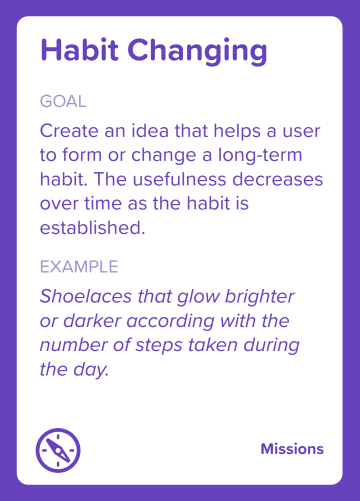 Habit Changing
GOAL
Create an idea that helps a user
to form or change a long-term
habit. The usefulness decreases
over time as the habit is
established.
EXAMPLE
Shoelaces that glow brighter
or darker according with the
number of steps taken during
the day.
Missions